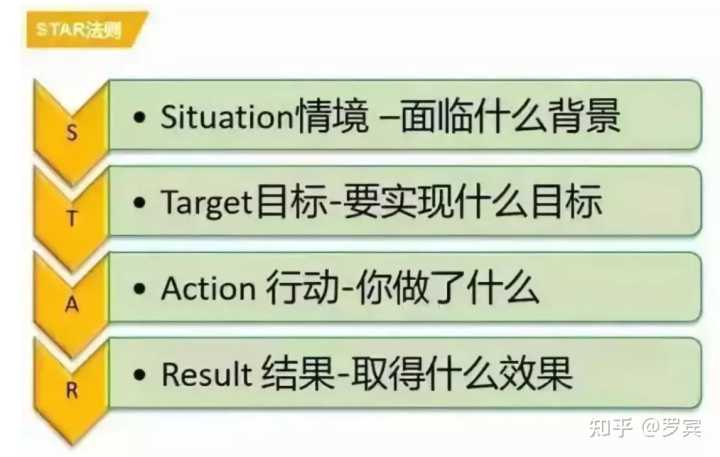 STAR法则
S
• Situation情境 –面临什么背景
T
• Target目标-要实现什么目标
A
• Action 行动-你做了什么
R
• Result 结果-取得什么效果
知乎 @罗宾